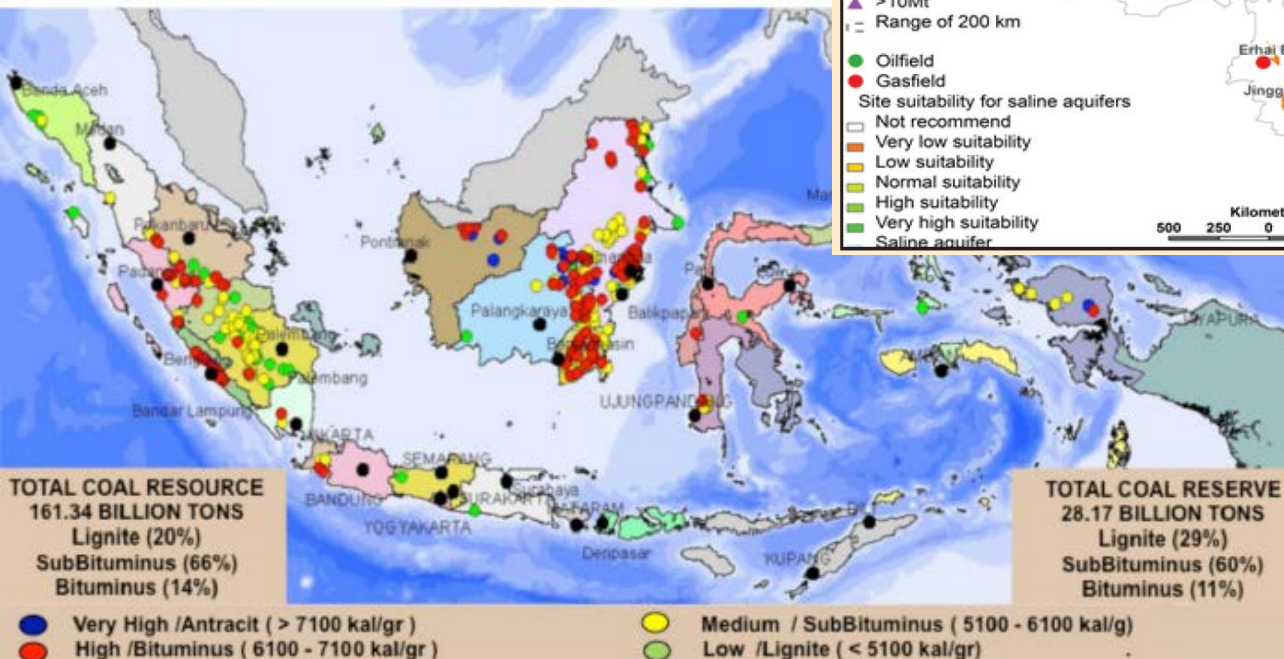 >10Mt
Range of 200 km
Oilfield
Gasfield
Site suitability for saline aquifers
Not recommend
Very low suitability
Low suitability
Normal suitability
High suitability
Very high suitability
Saline aquifer
Erhai
Jingg
Kilomet
500 250 0
Banda Aceh
Medan
Pakanbaru
Padang
Pontianak
Palangkaraya
Balikpapan
Palembang
Palembang
Bandar Lampung
UJUNGPANDANG
JAKARTA
SEMARANG
BANDUNG
SURAKARTA
Surabaya
YOGYAKARTA
MATARAM
Denpasar
KUPANG
TOTAL COAL RESOURCE
161.34 BILLION TONS
Lignite (20%)
SubBituminus (66%)
Bituminus (14%)
TOTAL COAL RESERVE
28.17 BILLION TONS
Lignite (29%)
SubBituminus (60%)
Bituminus (11%)
Very High /Antracit ( > 7100 kal/gr )
High /Bituminus ( 6100 - 7100 kal/gr )
Medium / SubBituminus ( 5100 - 6100 kal/g)
Low /Lignite ( < 5100 kal/gr)